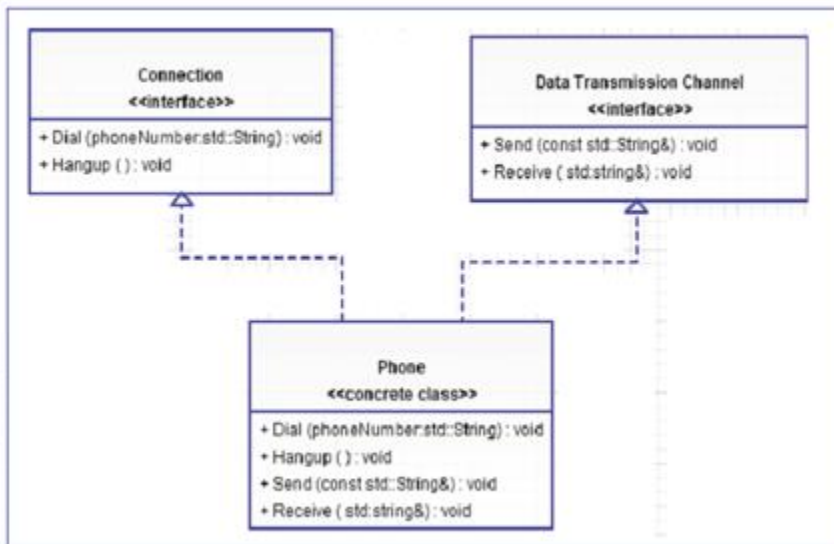 Connection
<<interface>>
+ Dial (phoneNumber:std::String) : void
+ Hangup ( ) : void
Data Transmission Channel
<<interface>>
+ Send (const std::String&) : void
+ Receive ( std:string&) : void
Phone
<<concrete class>>
+ Dial (phoneNumber:std::String) : void
+ Hangup ( ) : void
+ Send (const std::String&) : void
+ Receive ( std:string&) : void